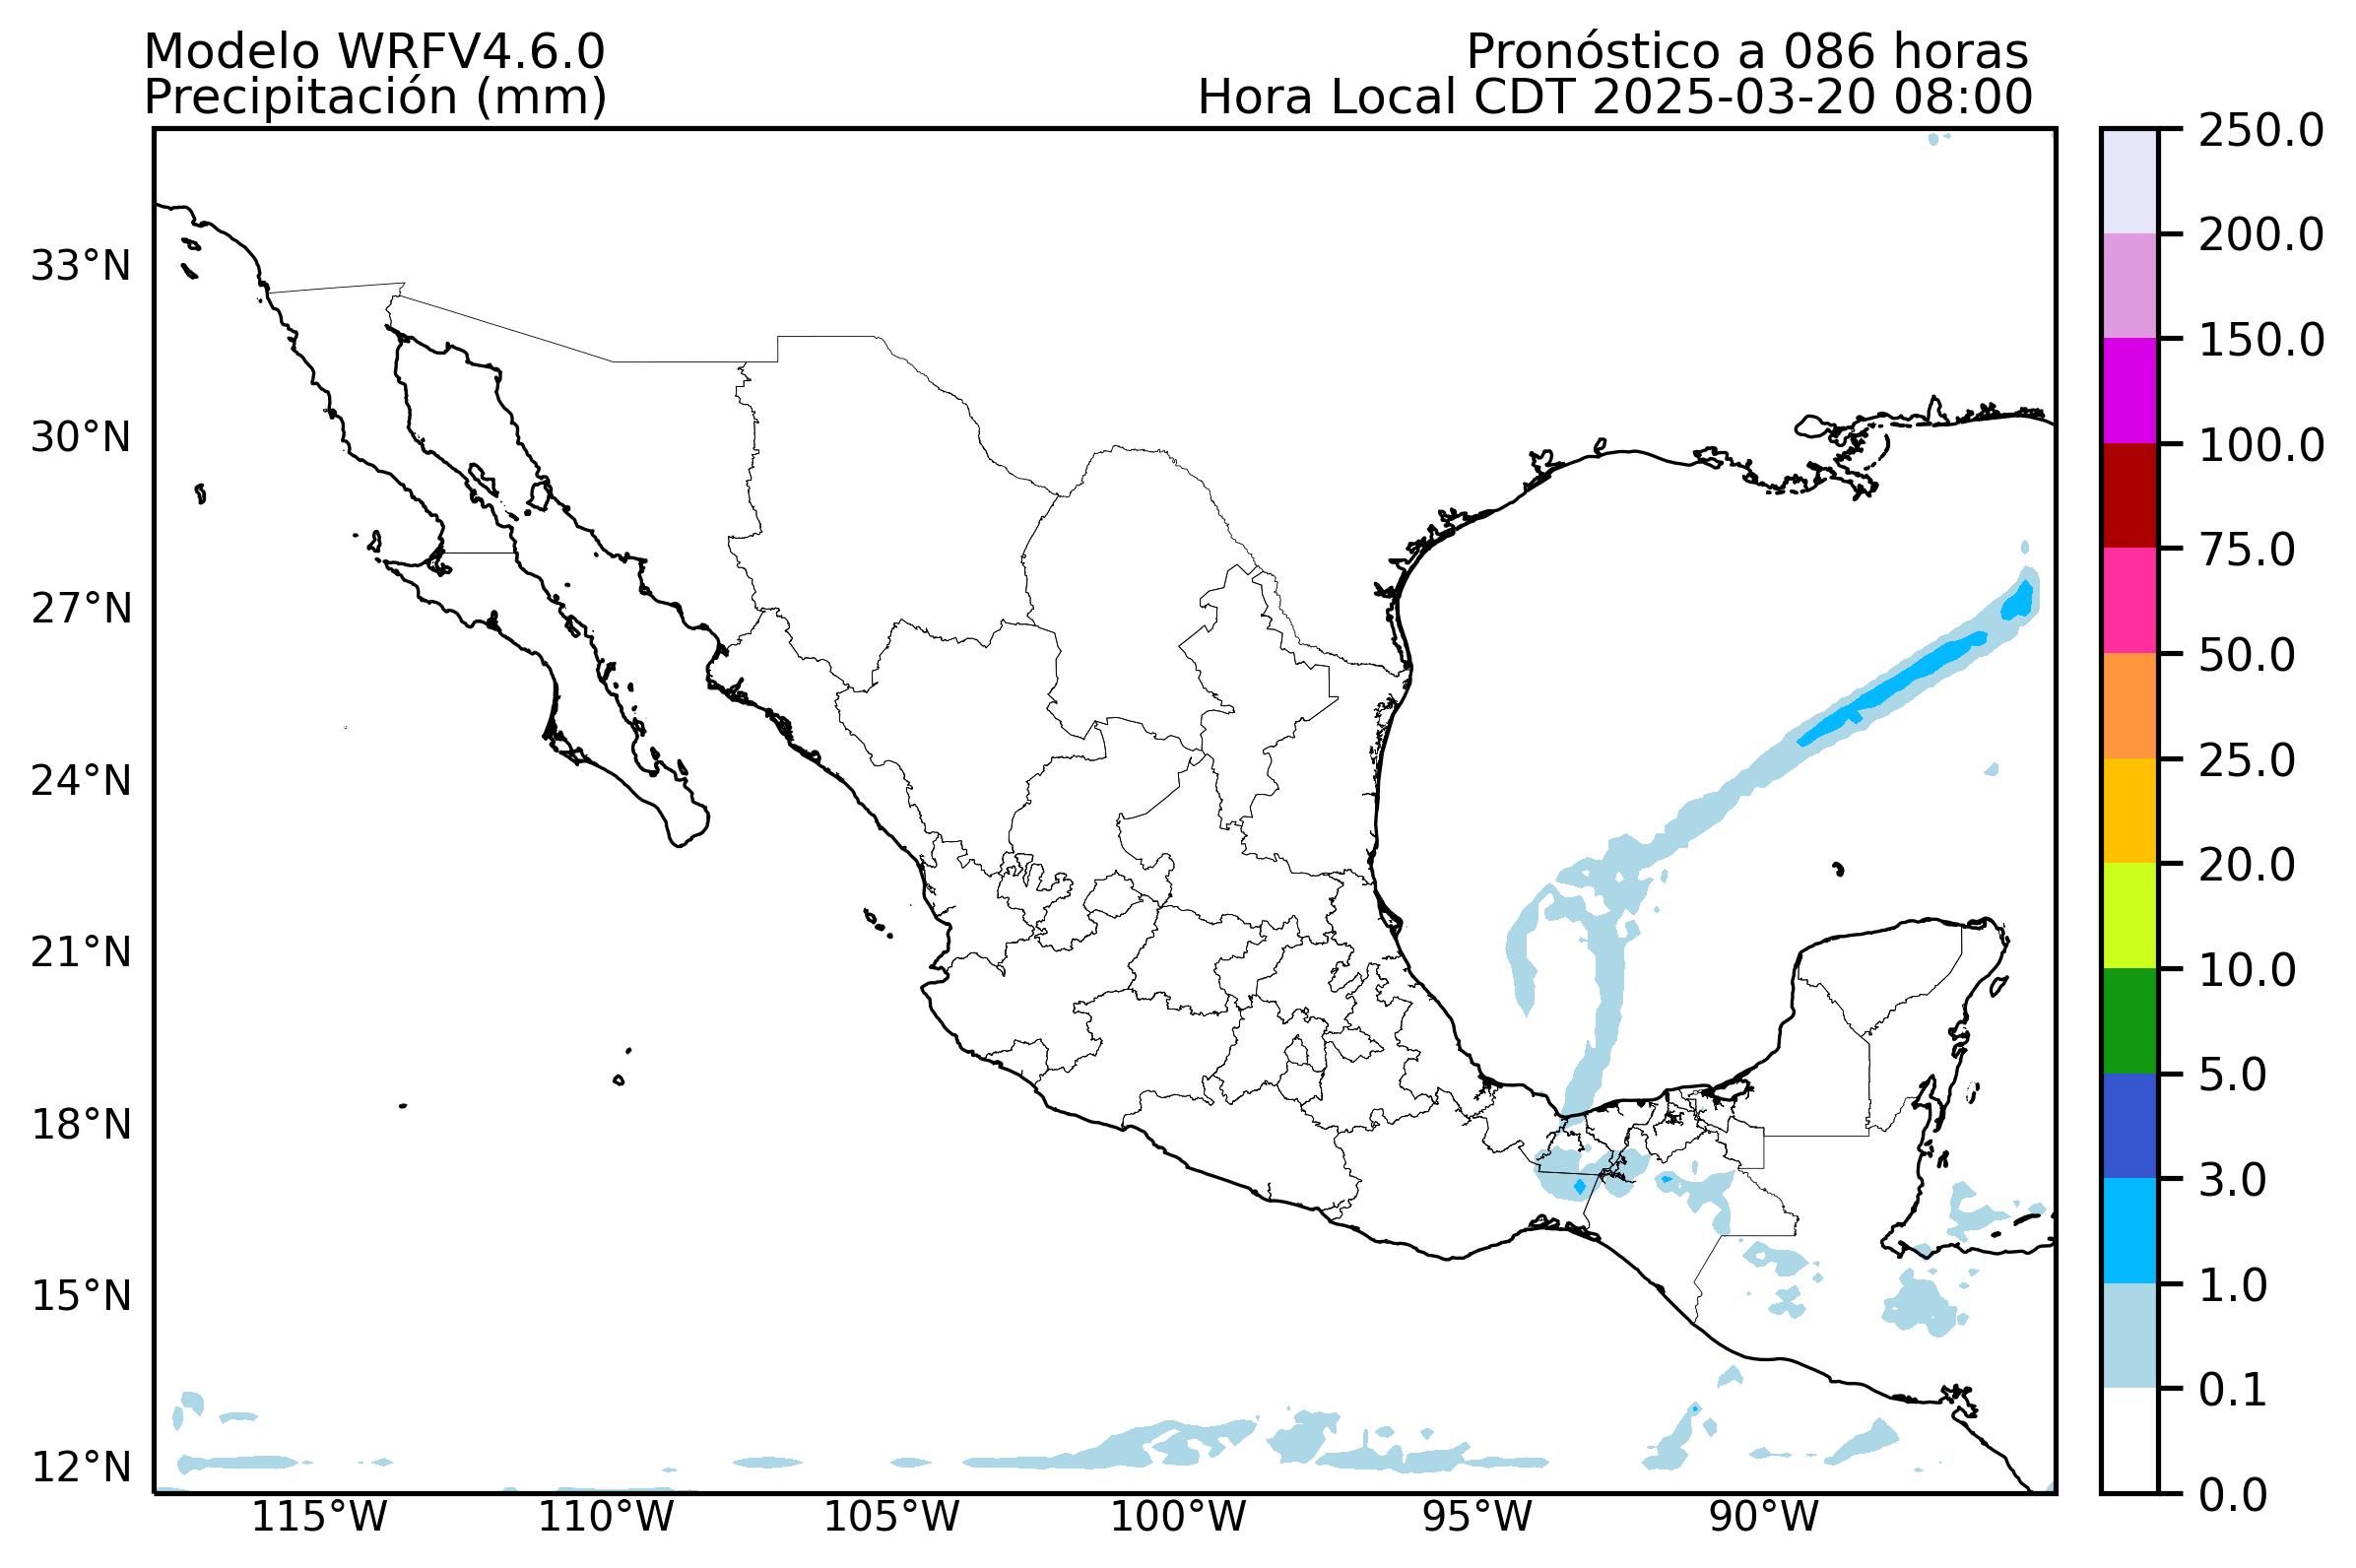 Modelo WRFV4.6.0
Precipitación (mm)
Pronóstico a 086 horas
Hora Local CDT 2025-03-20 08:00
33°N
30°N
27°N
24°N
21°N
18°N
15°N
12°N
115°W
110°W
105°W
100°W
95°W
90°W
250.0
200.0
150.0
100.0
75.0
50.0
25.0
20.0
10.0
5.0
3.0
1.0
0.1
0.0